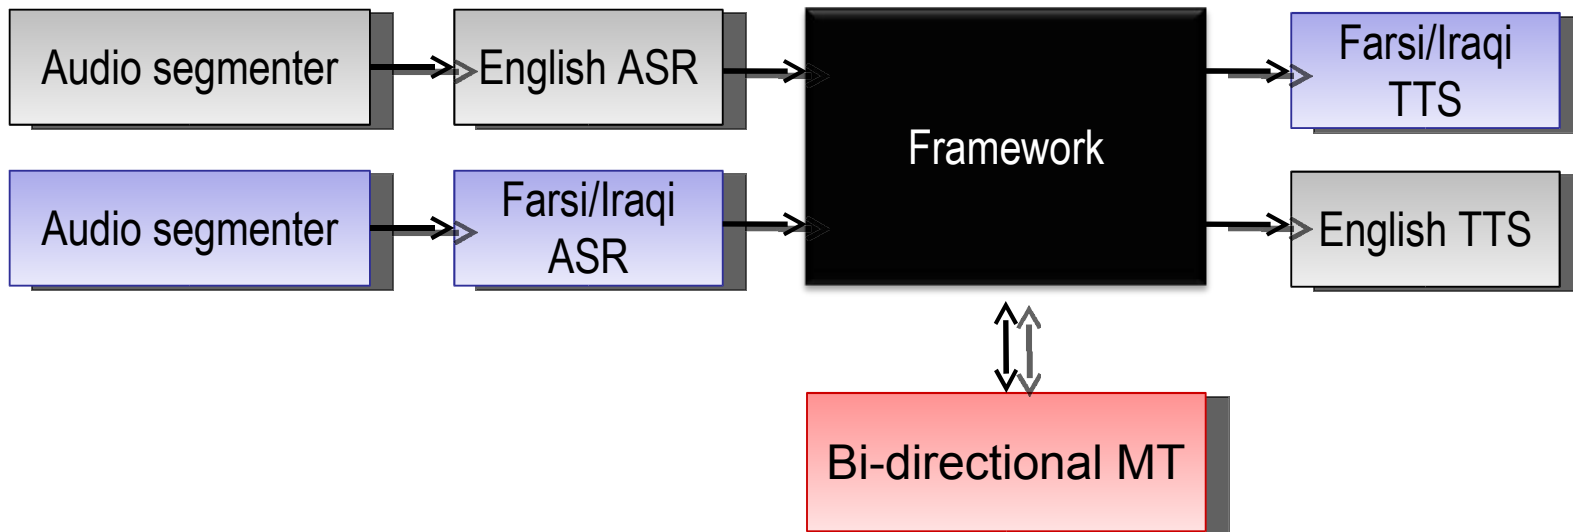 Audio segmenter
English ASR
Framework
Farsi/Iraqi
TTS
Audio segmenter
Farsi/Iraqi
ASR
English TTS
Bi-directional MT